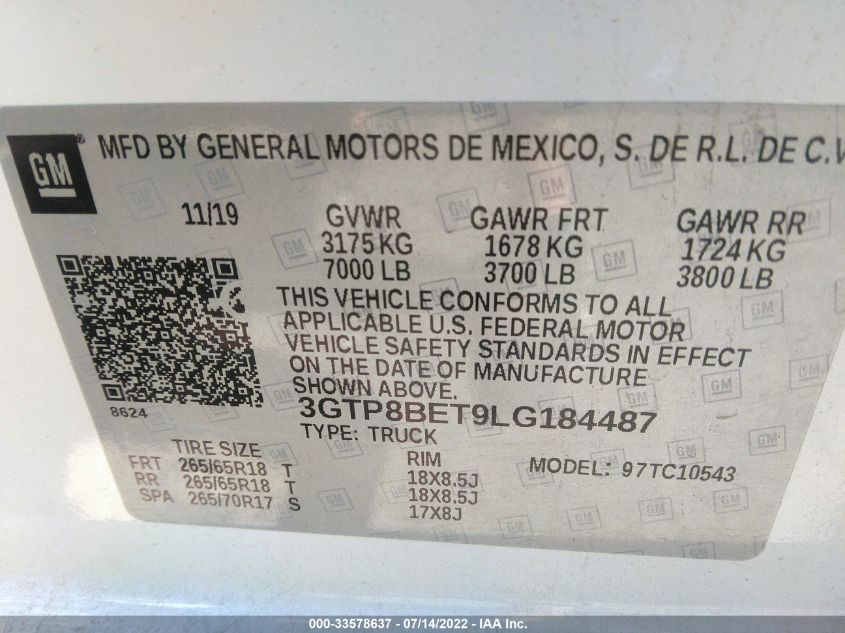 GM® MFD BY GENERAL MOTORS DE MEXICO, S. DE R.L. DE C.V
11/19 GVWR GAWR FRT GAWR RR
3175 KG 1678 KG 1724 KG
7000 LB 3700 LB 3800 LB
THIS VEHICLE CONFORMS TO ALL
APPLICABLE U.S. FEDERAL MOTOR
VEHICLE SAFETY STANDARDS IN EFFECT
ON THE DATE OF MANUFACTURE
SHOWN ABOVE.
8624
3GTP8BET9LG184487
TYPE: TRUCK
TIRE SIZE RIM MODEL: 97TC10543
FRT 265/65R18 T 18X8.5J
RR 265/65R18 T 18X8.5J
SPA 265/70R17 S 17X8J
000-33578637 - 07/14/2022 - IAA Inc.